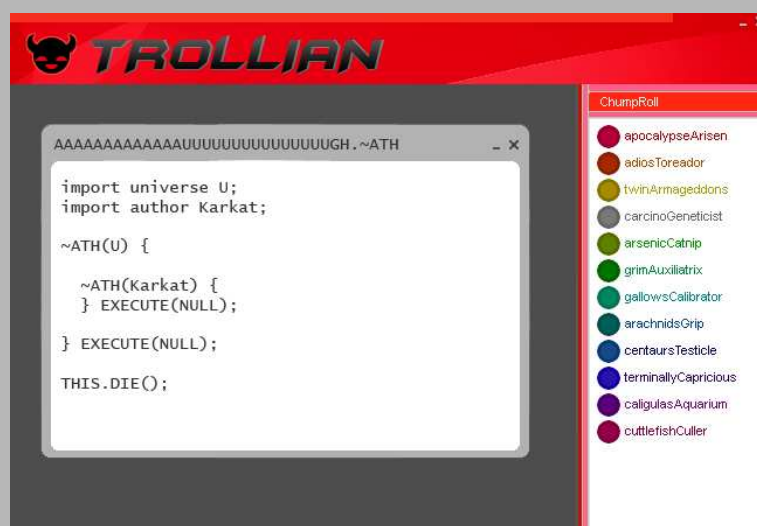 TROLLIAN
ChumpRoll
AAAAAAAAAAAAAUUUUUUUUUUUUUUUGH.~ATH
import universe U;
import author Karkat;
~ATH(U) {
~ATH(Karkat) {
} EXECUTE(NULL);
} EXECUTE(NULL);
THIS.DIE();
apocalypseArisen
adiosToreador
twinArmageddons
carcinoGeneticist
arsenicCatnip
grimAuxiliatrix
gallowsCalibrator
arachnidsGrip
centaursTesticle
terminallyCapricious
caligulasAquarium
cuttlefishCuller